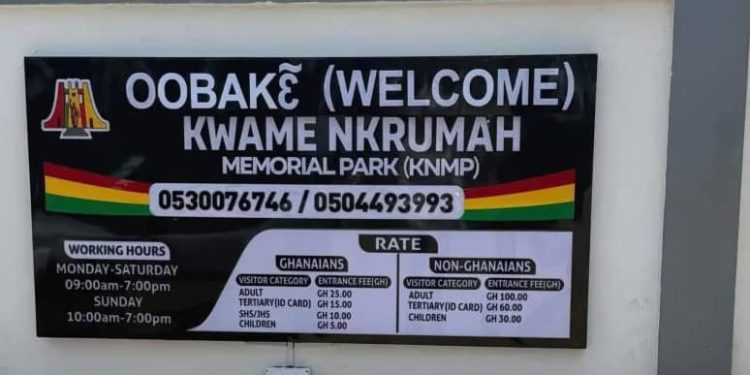 OOBAKƐ̃ (WELCOME)
KWAME NKRUMAH
MEMORIAL PARK (KNMP)
0530076746 / 0504493993
WORKING HOURS
MONDAY-SATURDAY
09:00am-7:00pm
SUNDAY
10:00am-7:00pm
RATE
GHANAIANS
VISITOR CATEGORY ENTRANCE FEE(GH)
ADULT GH 25.00
TERTIARY(ID CARD) GH 15.00
SHS/JHS GH 10.00
CHILDREN GH 5.00
NON-GHANAIANS
VISITOR CATEGORY ENTRANCE FEE(GH)
ADULT GH 100.00
TERTIARY(ID CARD) GH 60.00
CHILDREN GH 30.00